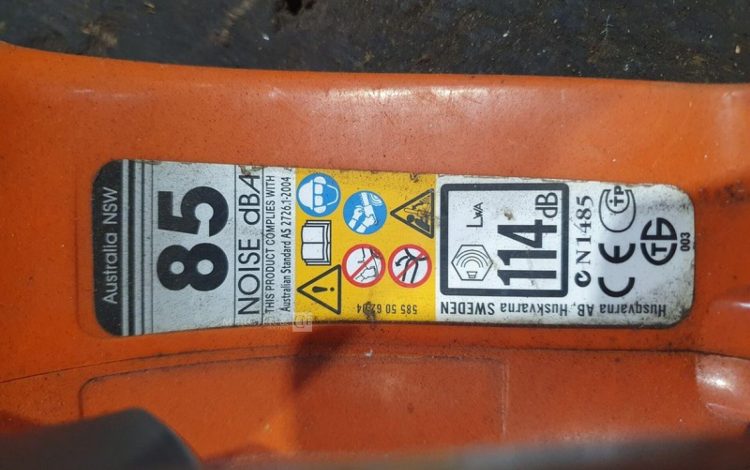 Australia NSW
85
NOISE dBA
THIS PRODUCT COMPLIES WITH
Australian Standard AS 2726.1-2004
LWA
114 dB
N1485
CE
003
Husqvarna AB, Huskvarna SWEDEN